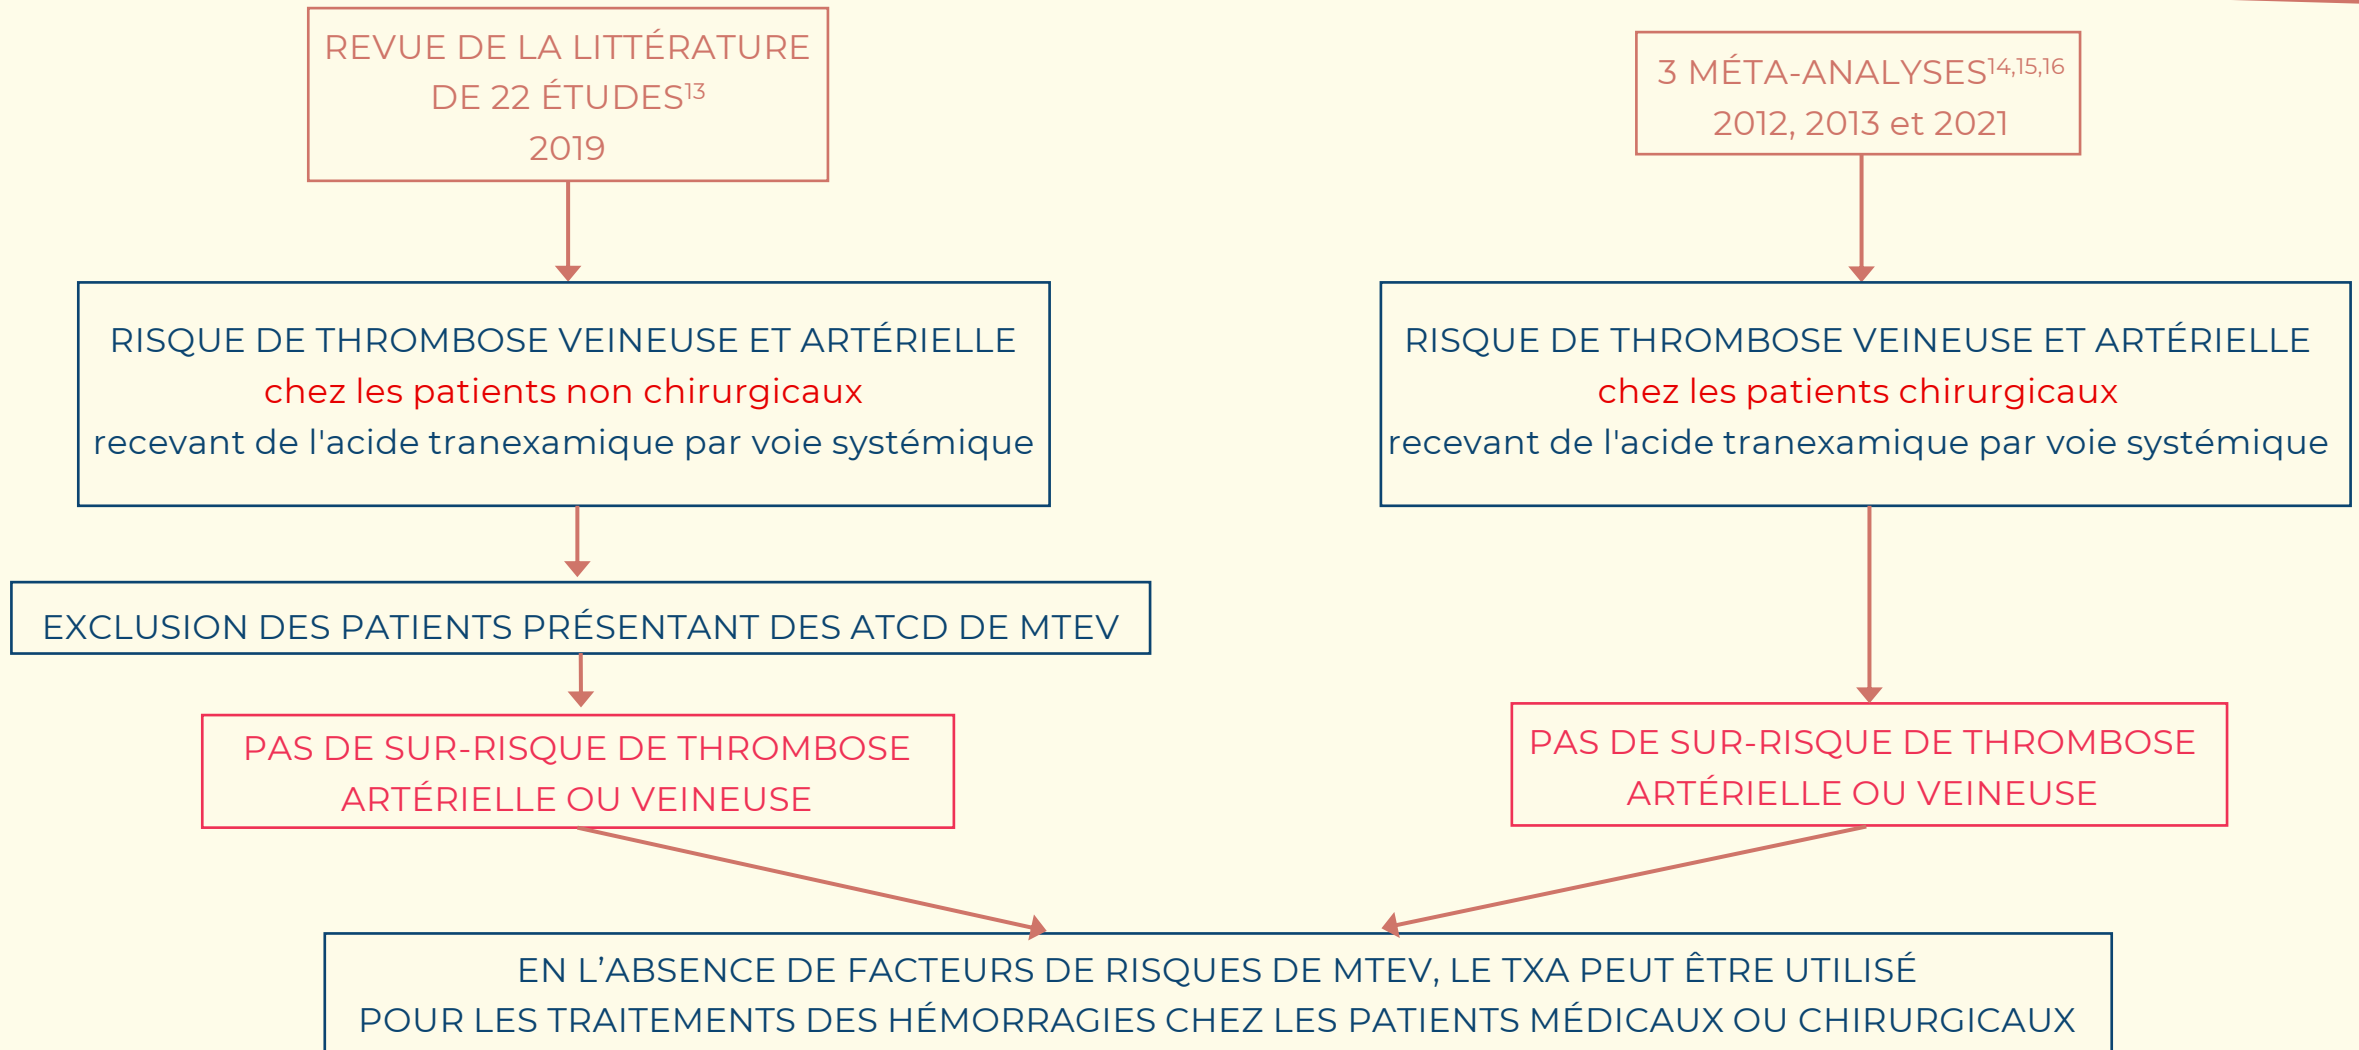 REVUE DE LA LITTÉRATURE
DE 22 ÉTUDES¹³
2019
3 MÉTA-ANALYSES¹⁴,¹⁵,¹⁶
2012, 2013 et 2021
RISQUE DE THROMBOSE VEINEUSE ET ARTÉRIELLE
chez les patients non chirurgicaux
recevant de l'acide tranexamique par voie systémique
RISQUE DE THROMBOSE VEINEUSE ET ARTÉRIELLE
chez les patients chirurgicaux
recevant de l'acide tranexamique par voie systémique
EXCLUSION DES PATIENTS PRÉSENTANT DES ATCD DE MTEV
PAS DE SUR-RISQUE DE THROMBOSE
ARTÉRIELLE OU VEINEUSE
PAS DE SUR-RISQUE DE THROMBOSE
ARTÉRIELLE OU VEINEUSE
EN L’ABSENCE DE FACTEURS DE RISQUES DE MTEV, LE TXA PEUT ÊTRE UTILISÉ
POUR LES TRAITEMENTS DES HÉMORRAGIES CHEZ LES PATIENTS MÉDICAUX OU CHIRURGICAUX